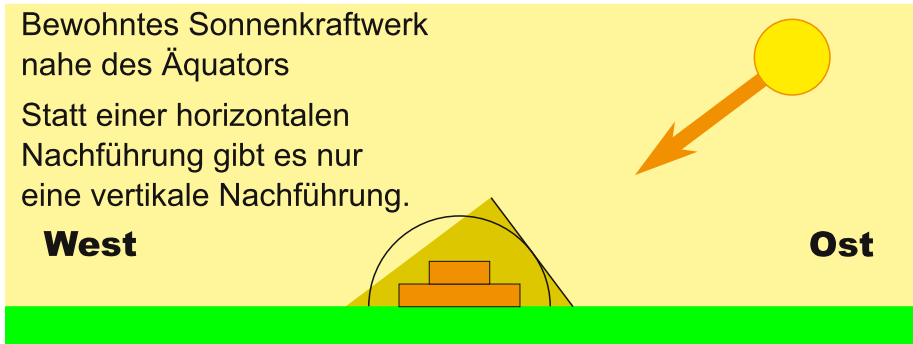 Bewohntes Sonnenkraftwerk
nahe des Äquators
Statt einer horizontalen
Nachführung gibt es nur
eine vertikale Nachführung.
West
Ost